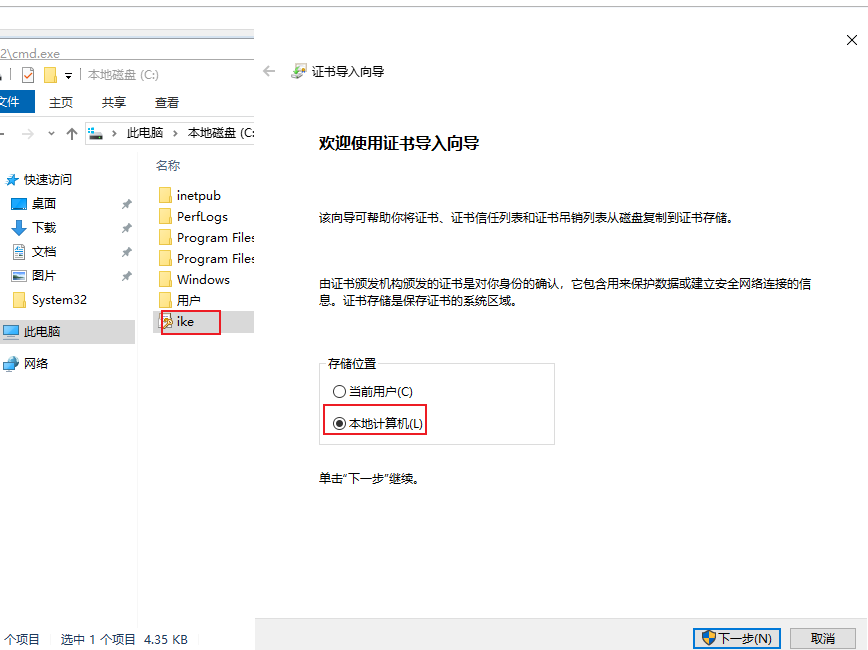 2\cmd.exe
本地磁盘 (C:)
文件 主页 共享 查看
此电脑 本地磁盘 (C:
快速访问
桌面
下载
文档
图片
System32
此电脑
网络
名称
inetpub
PerfLogs
Program Files
Program Files
Windows
用户
ike
个项目 选中 1 个项目 4.35 KB
证书导入向导
欢迎使用证书导入向导
该向导可帮助你将证书、证书信任列表和证书吊销列表从磁盘复制到证书存储。
由证书颁发机构颁发的证书是对你身份的确认，它包含用来保护数据或建立安全网络连接的信
息。证书存储是保存证书的系统区域。
存储位置
当前用户(C)
本地计算机(L)
单击“下一步”继续。
下一步(N) 取消